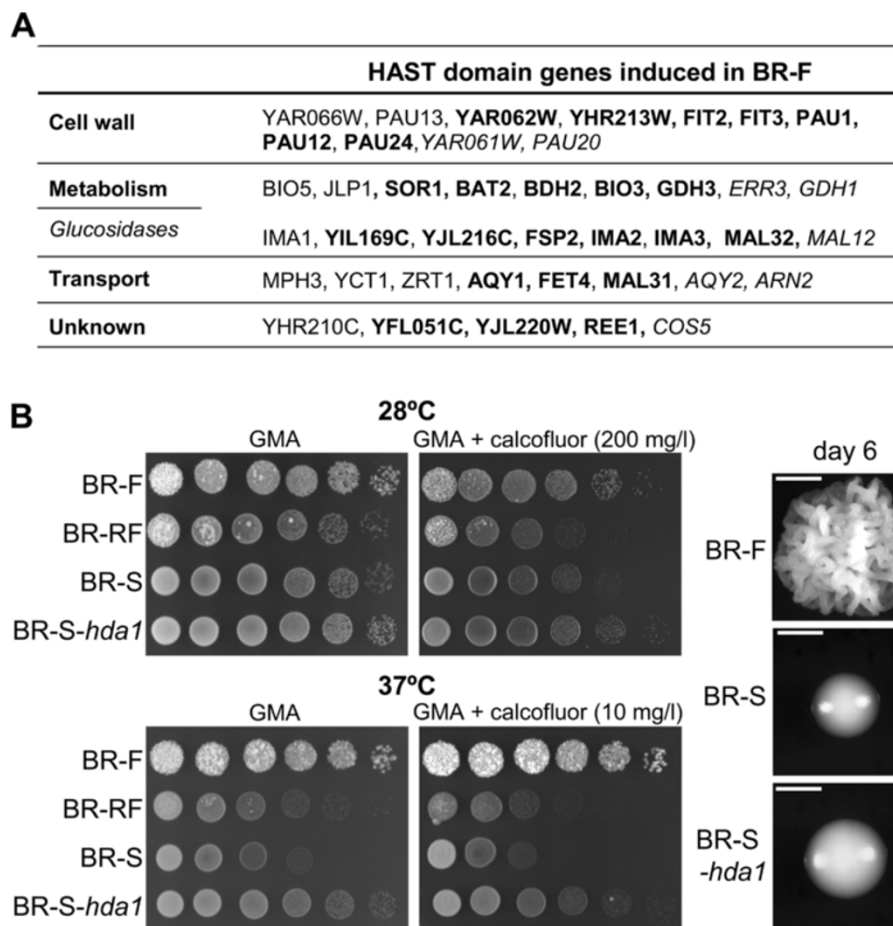 A
HAST domain genes induced in BR-F
Cell wall
YAR066W, PAU13, YAR062W, YHR213W, FIT2, FIT3, PAU1,
PAU12, PAU24,YAR061W, PAU20
Metabolism
BIO5, JLP1, SOR1, BAT2, BDH2, BIO3, GDH3, ERR3, GDH1
Glucosidases
IMA1, YIL169C, YJL216C, FSP2, IMA2, IMA3, MAL32, MAL12
Transport
MPH3, YCT1, ZRT1, AQY1, FET4, MAL31, AQY2, ARN2
Unknown
YHR210C, YFL051C, YJL220W, REE1, COS5
B
28ºC
GMA
GMA + calcofluor (200 mg/l)
BR-F
BR-RF
BR-S
BR-S-hda1
37ºC
GMA
GMA + calcofluor (10 mg/l)
BR-F
BR-RF
BR-S
BR-S-hda1
day 6
BR-F
BR-S
BR-S
-hda1